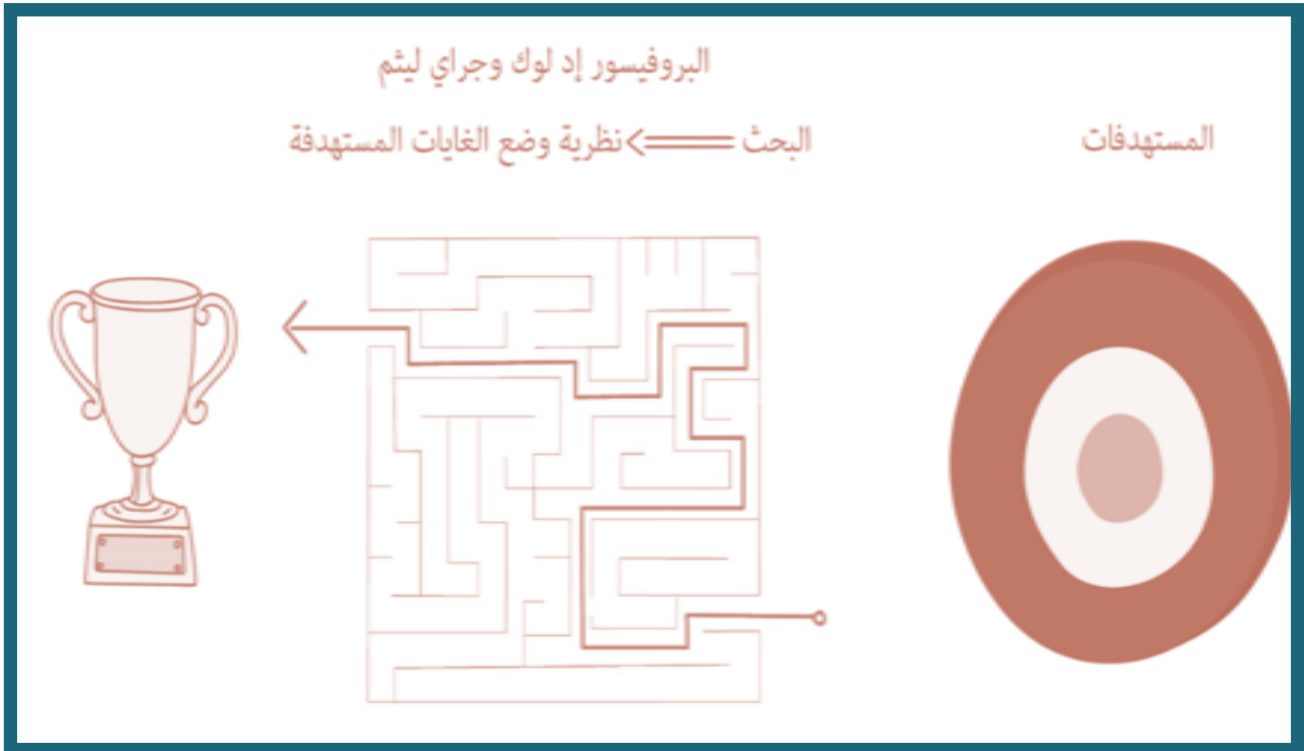 البروفيسور إد لوك وجراي ليثم
المستهدفات
البحث ⟸ نظرية وضع الغايات المستهدفة